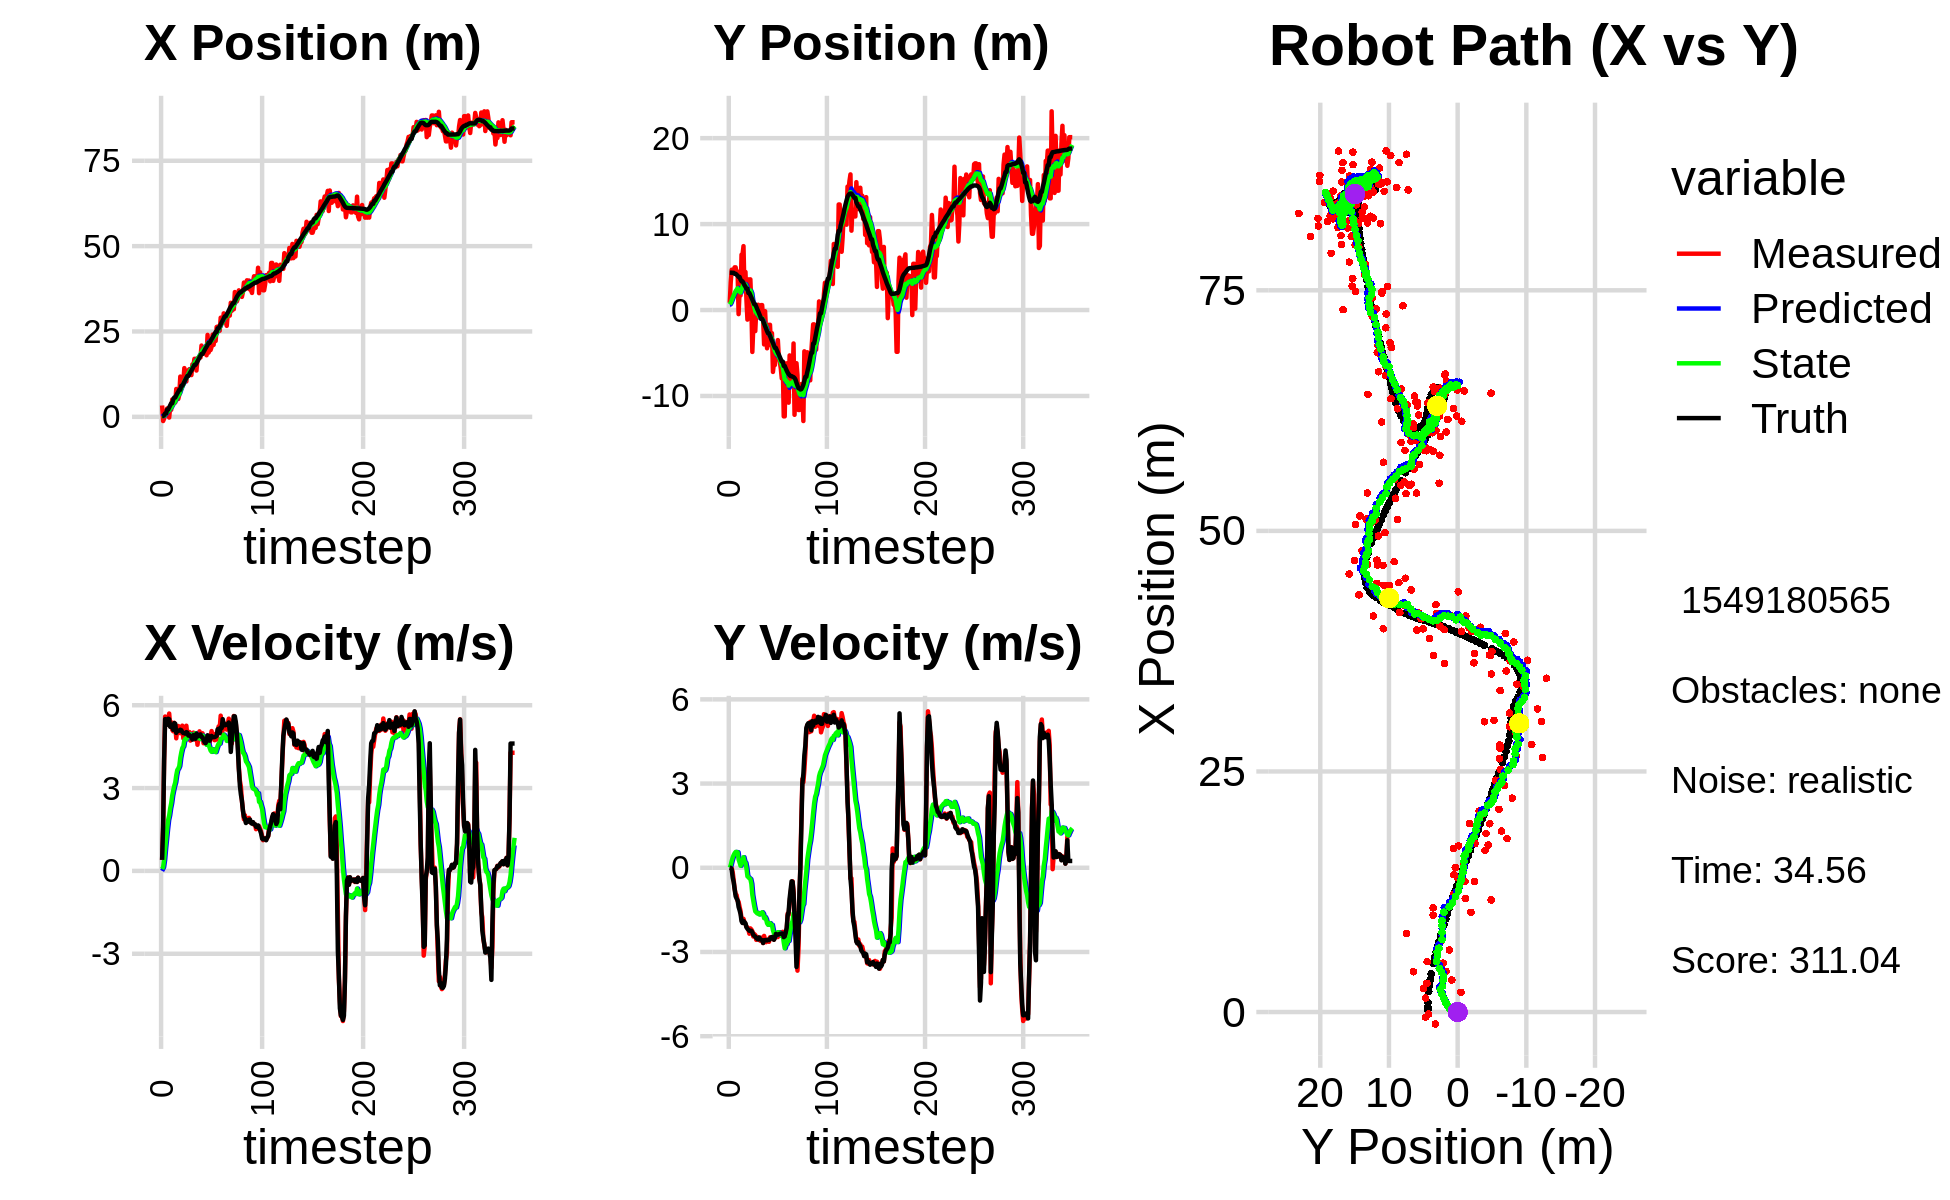 X Position (m)
75
50
25
0
0
100
200
300
timestep
Y Position (m)
20
10
0
-10
0
100
200
300
timestep
X Velocity (m/s)
6
3
0
-3
0
100
200
300
timestep
Y Velocity (m/s)
6
3
0
-3
-6
0
100
200
300
timestep
Robot Path (X vs Y)
X Position (m)
75
50
25
0
20 10 0 -10 -20
Y Position (m)
variable
Measured
Predicted
State
Truth
1549180565
Obstacles: none
Noise: realistic
Time: 34.56
Score: 311.04